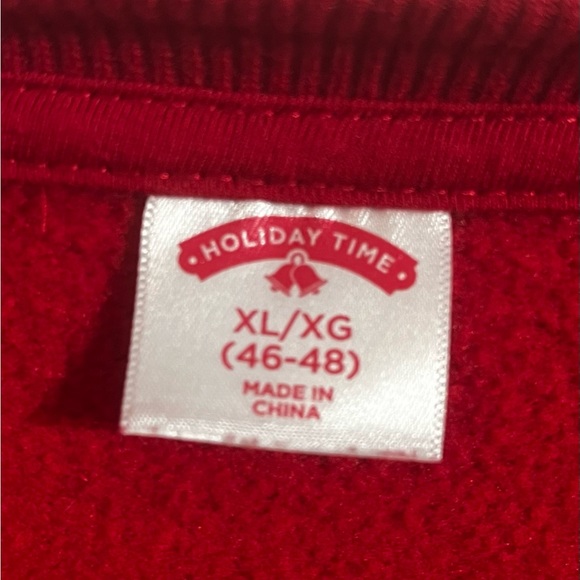 HOLIDAY TIME
XL/XG
(46-48)
MADE IN
CHINA